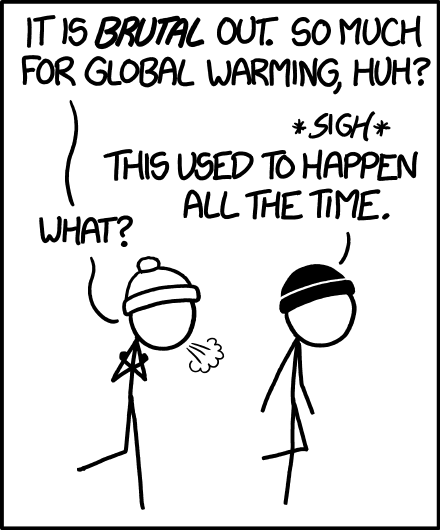 IT IS BRUTAL OUT. SO MUCH
FOR GLOBAL WARMING, HUH?
*SIGH*
THIS USED TO HAPPEN
ALL THE TIME.
WHAT?